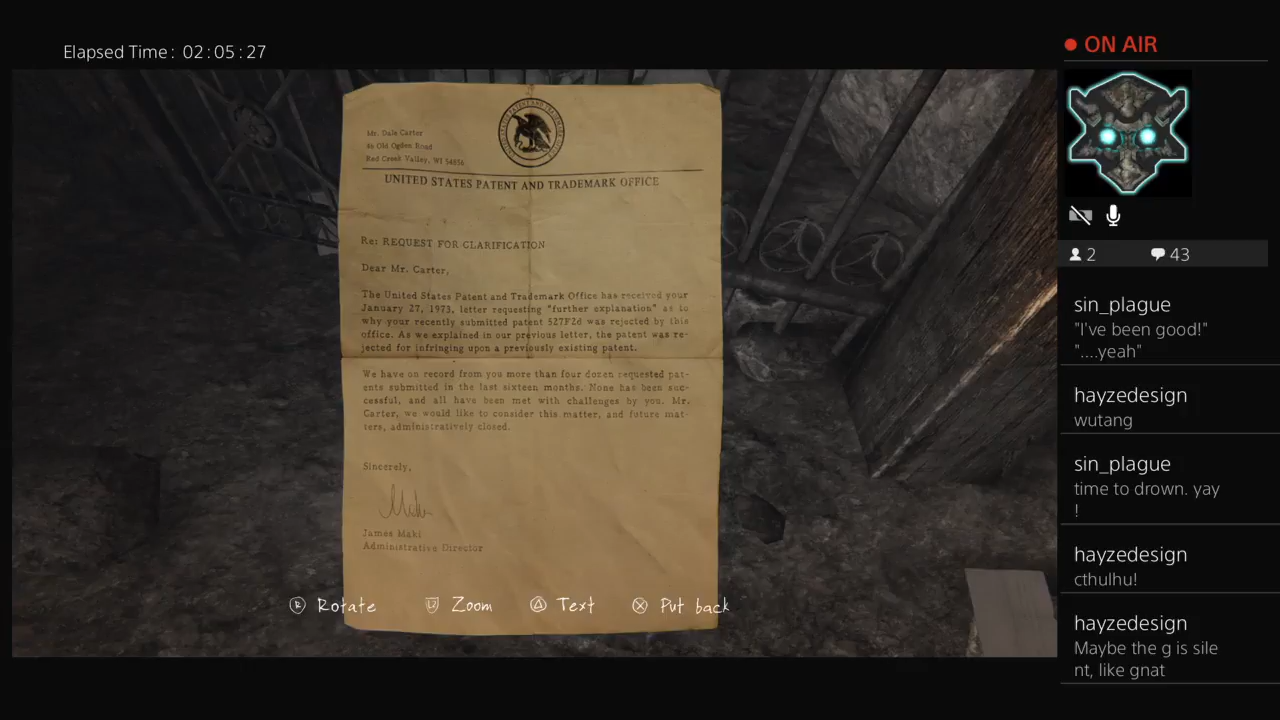 Elapsed Time: 02:05:27
ON AIR
Mr. Dale Carter
86 Old Ogden Road
Red Creek Valley, WI 54856
UNITED STATES PATENT AND TRADEMARK OFFICE
Re: REQUEST FOR CLARIFICATION
Dear Mr. Carter,
The United States Patent and Trademark Office has received your
January 27, 1973, letter requesting "further explanation" as to
why your recently submitted patent 527F2d was rejected by this
office. As we explained in our previous letter, the patent was re-
jected for infringing upon a previously existing patent.
We have on record from you more than four dozen requested pat-
ents submitted in the last sixteen months. None has been suc-
cessful, and all have been met with challenges by you. Mr.
Carter, we would like to consider this matter, and future mat-
ters, administratively closed.
Sincerely,
James Maki
Administrative Director
Rotate Zoom Text Put back
2 43
sin_plague
"I've been good!"
"....yeah"
hayzedesign
wutang
sin_plague
time to drown. yay
!
hayzedesign
cthulhu!
hayzedesign
Maybe the g is sile
nt, like gnat